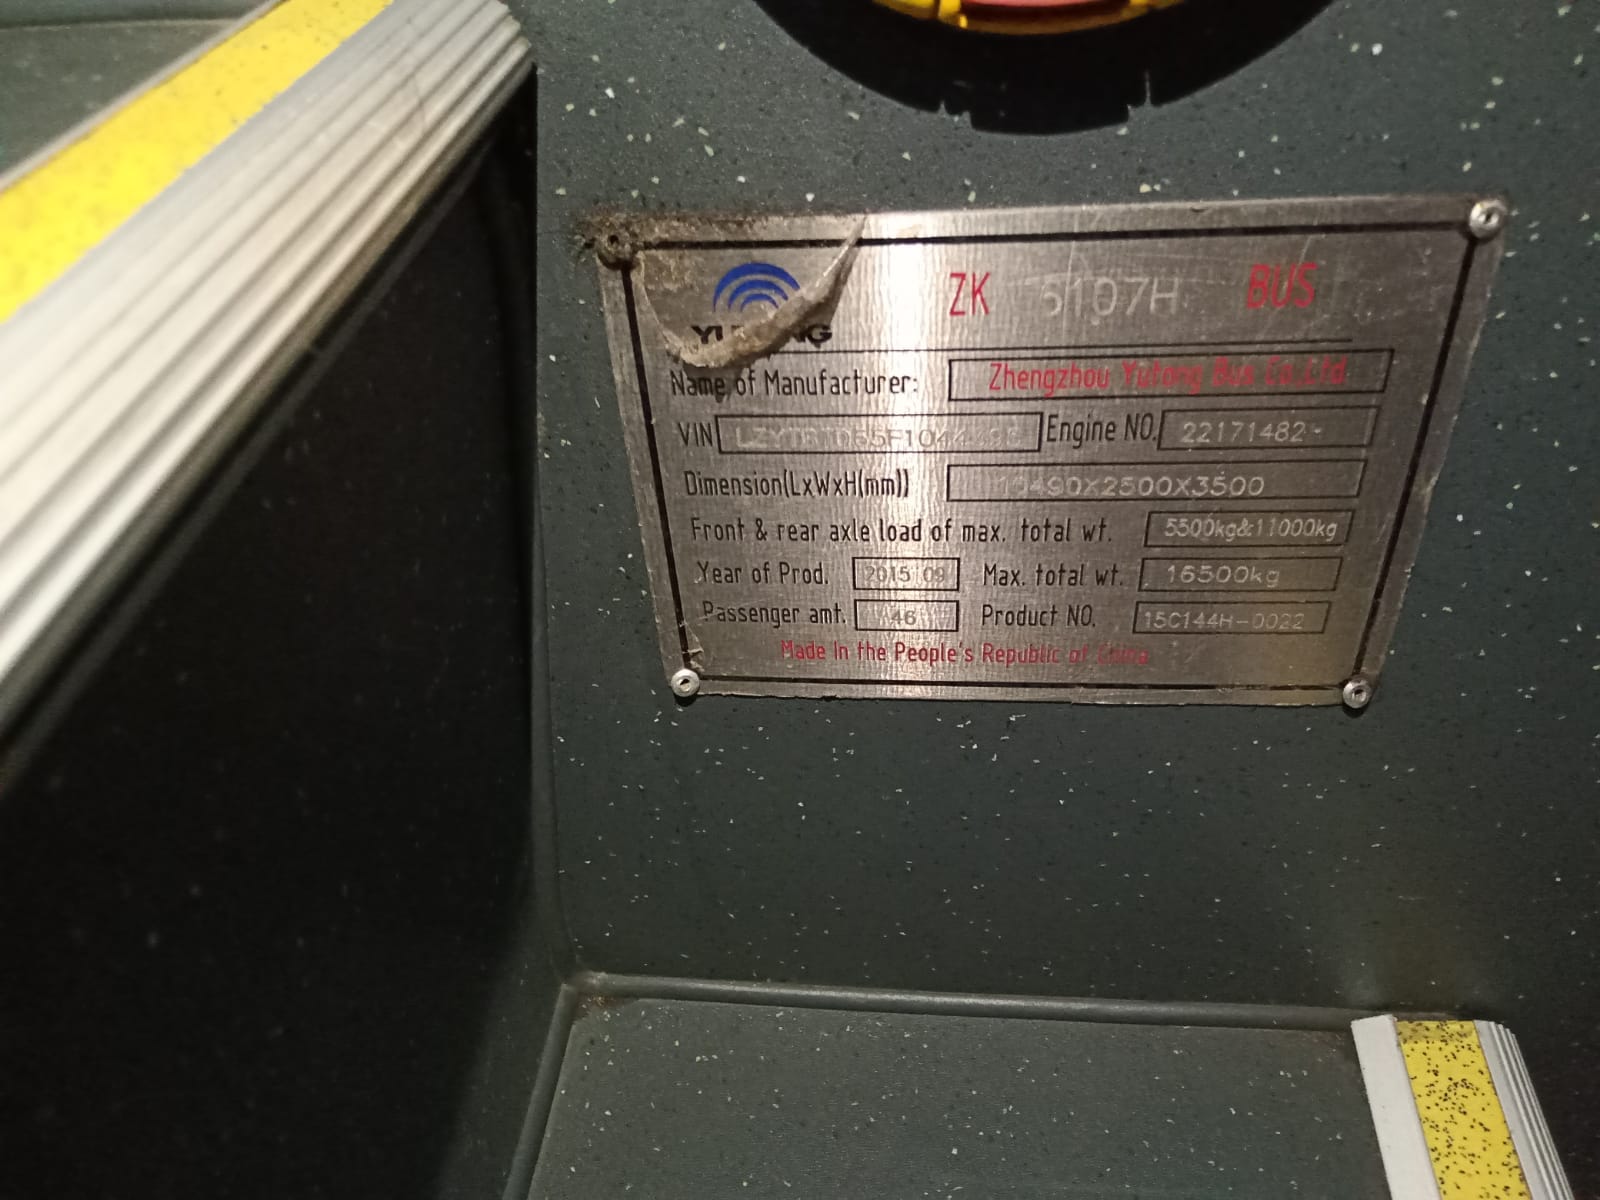 ZK 6107H BUS
Name of Manufacturer: Zhengzhou Yutong Bus Co.,Ltd
VIN Engine NO. 22171482
Dimension(LxWxH(mm)) 10490X2500X3500
Front & rear axle load of max. total wt. 5500kg&11000kg
Year of Prod. 2015 09 Max. total wt. 16500kg
Passenger amt. 46 Product NO. 15C144H-0022
Made In the People's Republic of China